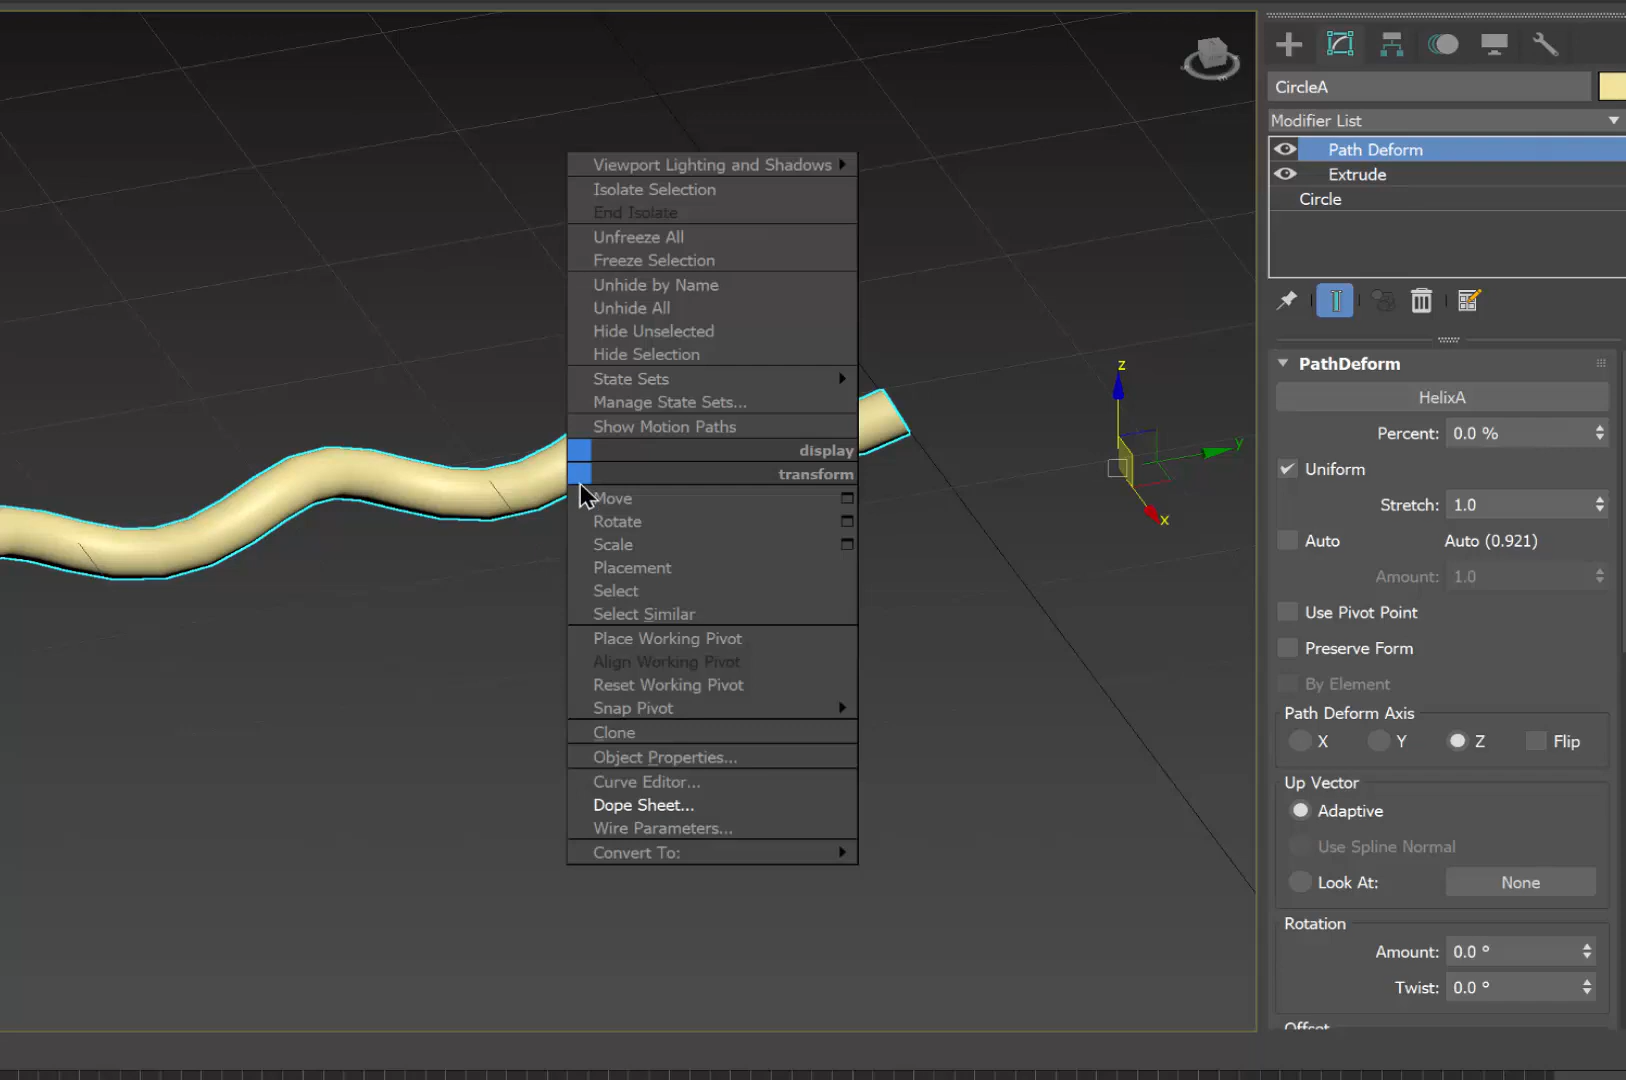 Viewport Lighting and Shadows
Isolate Selection
End Isolate
Unfreeze All
Freeze Selection
Unhide by Name
Unhide All
Hide Unselected
Hide Selection
State Sets
Manage State Sets...
Show Motion Paths
display
transform
Move
Rotate
Scale
Placement
Select
Select Similar
Place Working Pivot
Align Working Pivot
Reset Working Pivot
Snap Pivot
Clone
Object Properties...
Curve Editor...
Dope Sheet...
Wire Parameters...
Convert To:
z
y
x
CircleA
Modifier List
Path Deform
Extrude
Circle
PathDeform
HelixA
Percent: 0.0 %
Uniform
Stretch: 1.0
Auto Auto (0.921)
Amount: 1.0
Use Pivot Point
Preserve Form
By Element
Path Deform Axis
X Y Z Flip
Up Vector
Adaptive
Use Spline Normal
Look At: None
Rotation
Amount: 0.0 °
Twist: 0.0 °
Offset